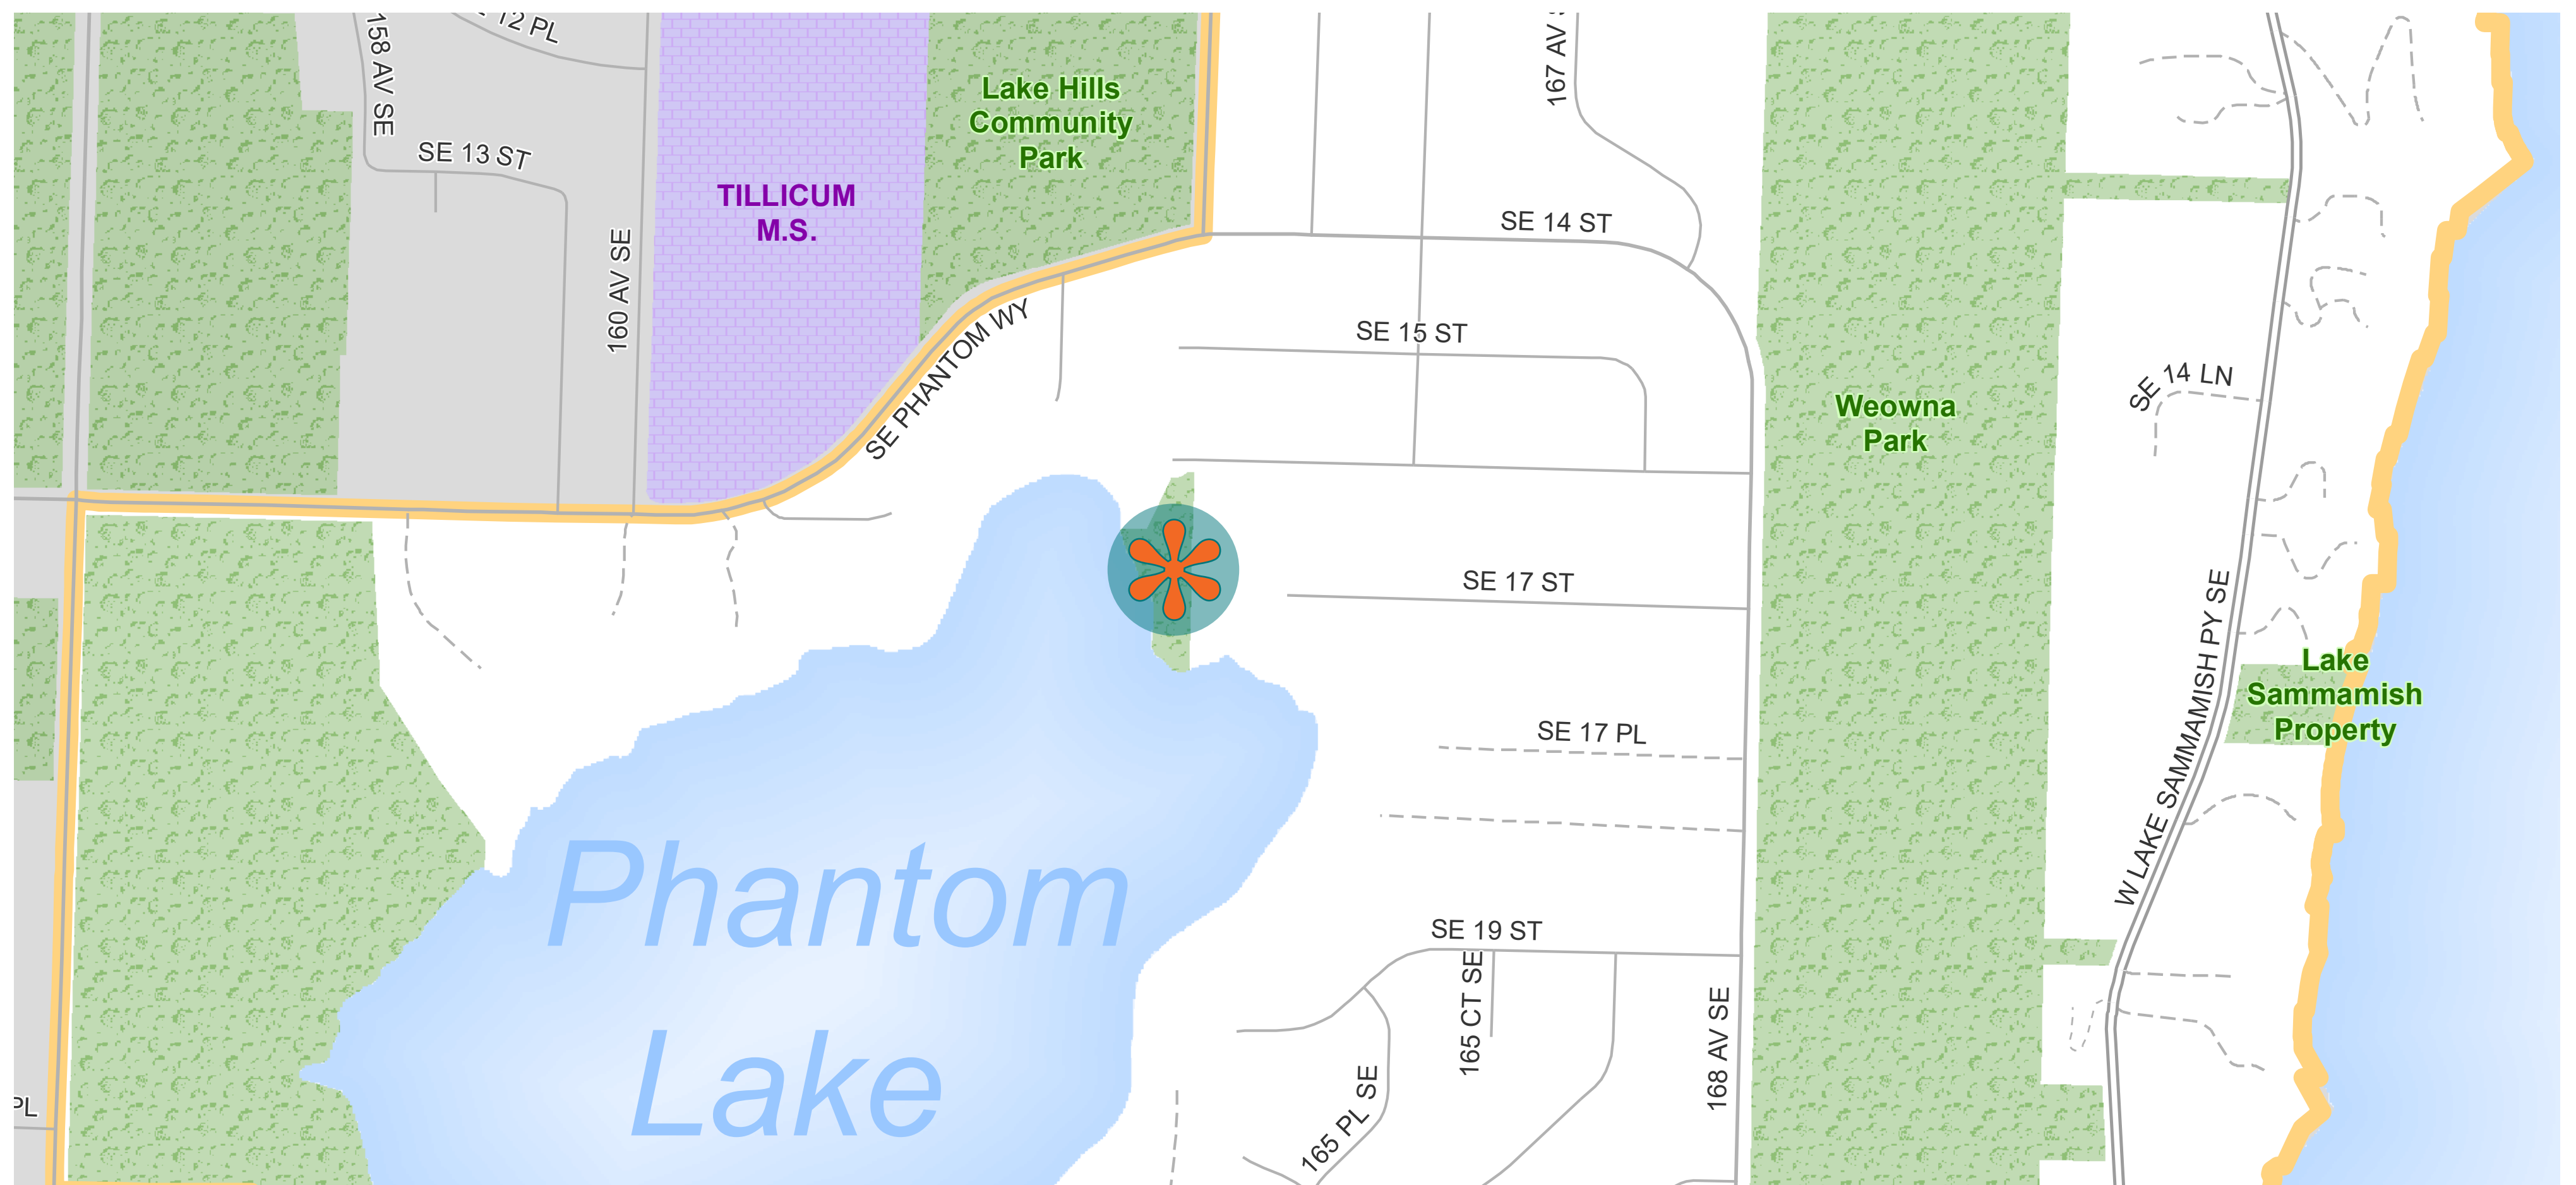 12 PL
158 AV SE
167 AV
Lake Hills
Community
Park
SE 13 ST
TILLICUM
M.S.
160 AV SE
SE 14 ST
SE PHANTOM WY
SE 15 ST
Weowna
Park
SE 14 LN
SE 17 ST
W LAKE SAMMAMISH PY SE
Lake
Sammamish
Property
SE 17 PL
Phantom
Lake
SE 19 ST
165 CT SE
168 AV SE
165 PL SE
PL